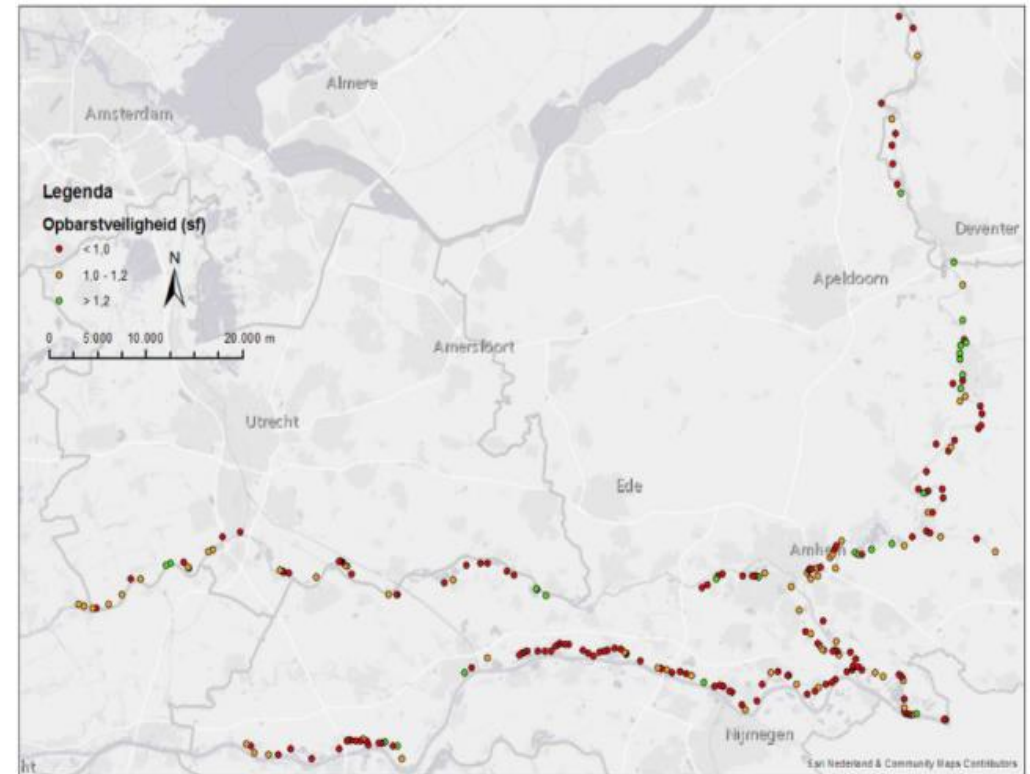 Almere
Amsterdam
Legenda
Opbarstveiligheid (sf)
< 1,0
N
1.0 - 1,2
> 1,2
0 5 000 10 000 20 000 m
Deventer
Apeldoorn
Amersfoort
Utrecht
Ede
Arnhem
Nijmegen
ht
Esri Nederland & Community Maps Contributors